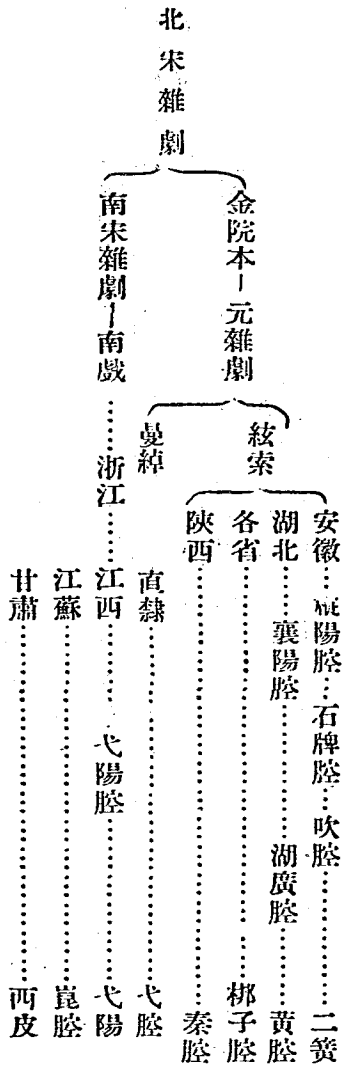 北宋雜劇
金院本－元雜劇
南宋雜劇－南戲……浙江……江西……弋陽腔……弋陽
絃索
曼綽
安徽…樅陽腔…石牌腔…吹腔……二簧
湖北……襄陽腔……湖廣腔……黃腔
各省……梆子腔
陝西……秦腔
直隸……弋腔
江蘇……崑腔
甘肅……西皮